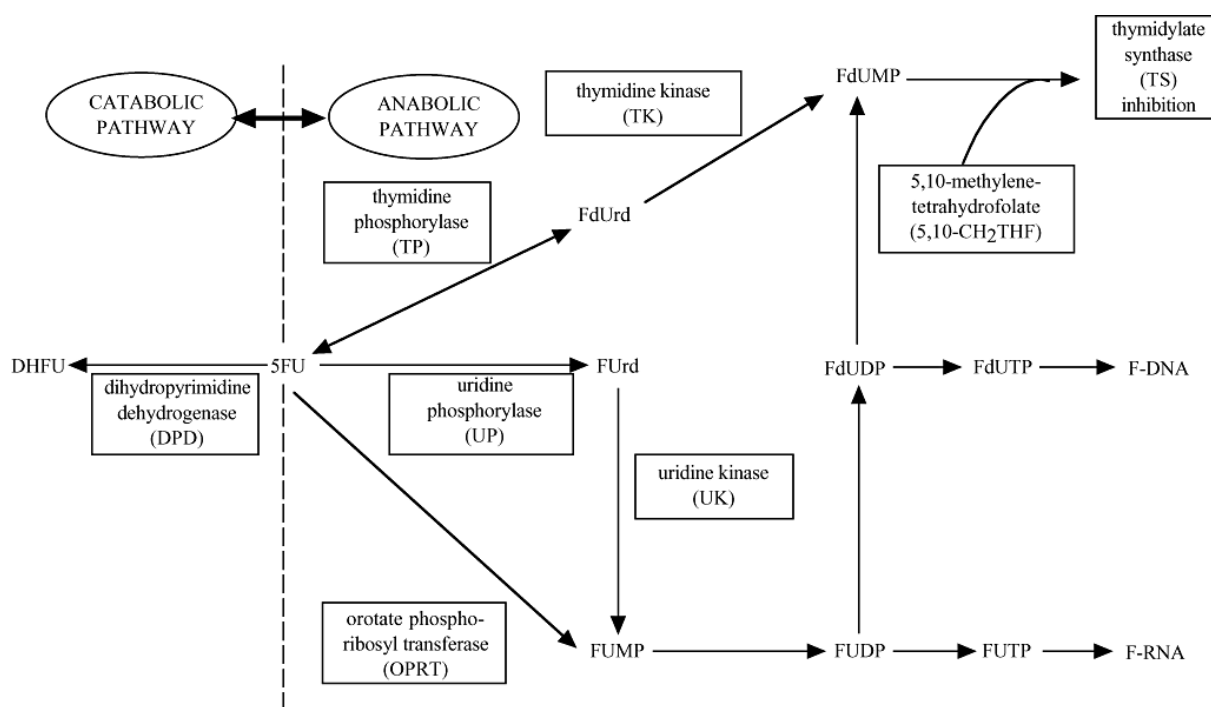 CATABOLIC
PATHWAY
ANABOLIC
PATHWAY
thymidine kinase
(TK)
FdUMP
thymidylate
synthase
(TS)
inhibition
thymidine
phosphorylase
(TP)
FdUrd
5,10-methylene-
tetrahydrofolate
(5,10-CH2THF)
DHFU
5FU
FUrd
FdUDP
FdUTP
F-DNA
dihydropyrimidine
dehydrogenase
(DPD)
uridine
phosphorylase
(UP)
uridine kinase
(UK)
orotate phospho-
ribosyl transferase
(OPRT)
FUMP
FUDP
FUTP
F-RNA